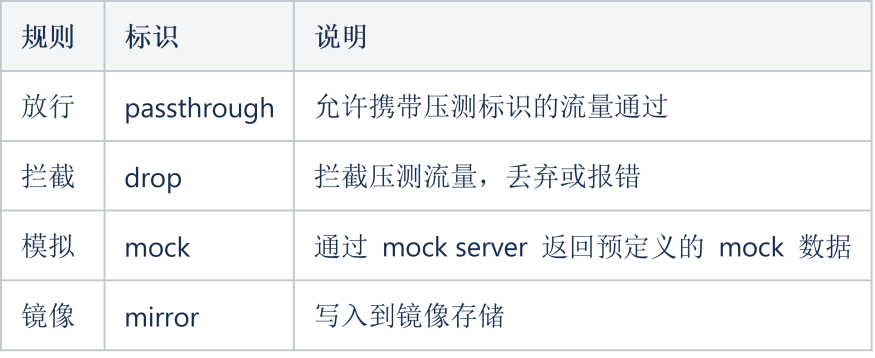 规则 标识 说明
放行 passthrough 允许携带压测标识的流量通过
拦截 drop 拦截压测流量，丢弃或报错
模拟 mock 通过 mock server 返回预定义的 mock 数据
镜像 mirror 写入到镜像存储